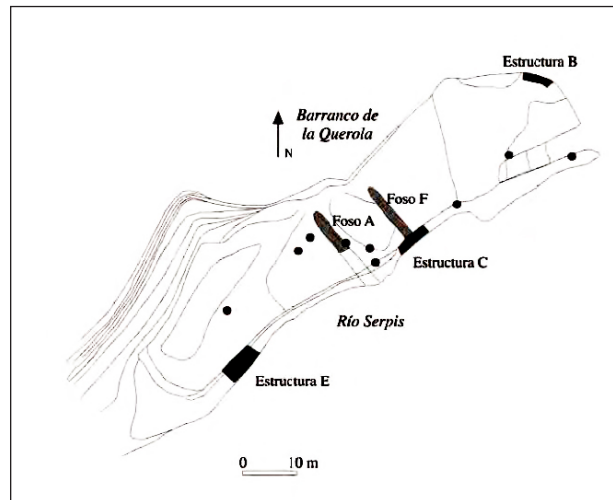 Estructura B
Barranco de
la Querola
N
Foso F
Foso A
Estructura C
Río Serpis
Estructura E
0 10 m